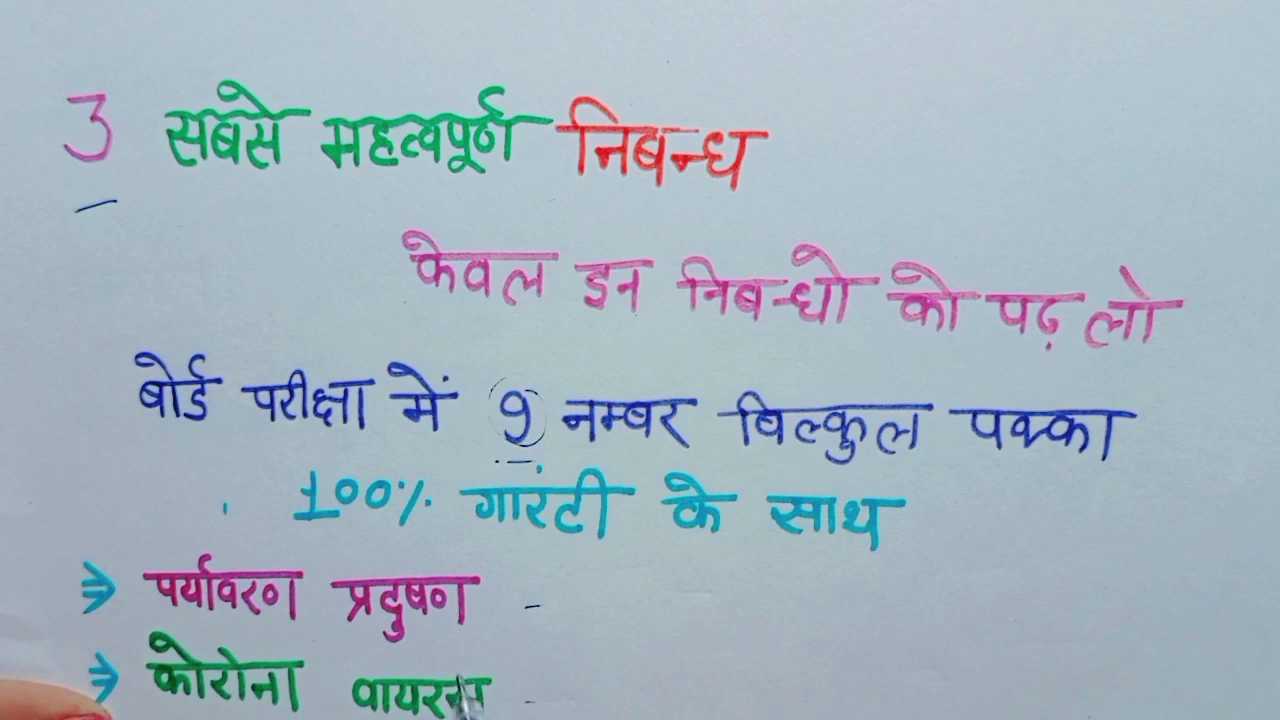 3 सबसे महत्वपूर्ण निबन्ध
केवल इन निबन्धो को पढ़ लो
बोर्ड परीक्षा में 9 नम्बर विल्कुल पक्का
100% गारंटी के साथ
⇒ पर्यावरण प्रदुषण -
⇒ कोरोना वायरस -